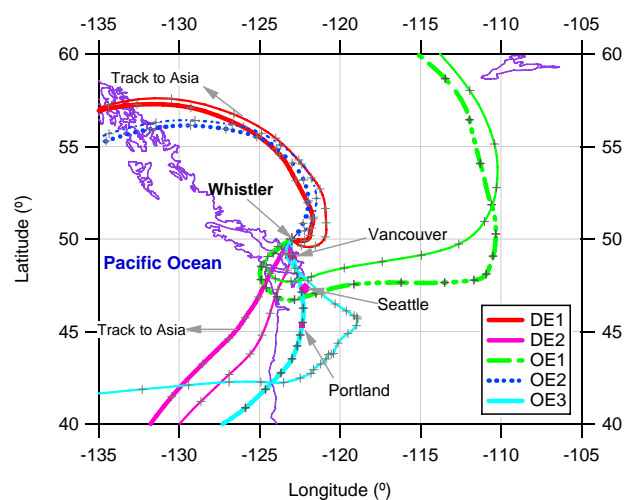 -135 -130 -125 -120 -115 -110 -105
60 60
Track to Asia
55 55
Whistler
50 50
Vancouver
Pacific Ocean
Seattle
45 45
Track to Asia
Portland
DE1
DE2
OE1
OE2
OE3
40 40
-135 -130 -125 -120 -115 -110 -105
Latitude (º)
Longitude (º)